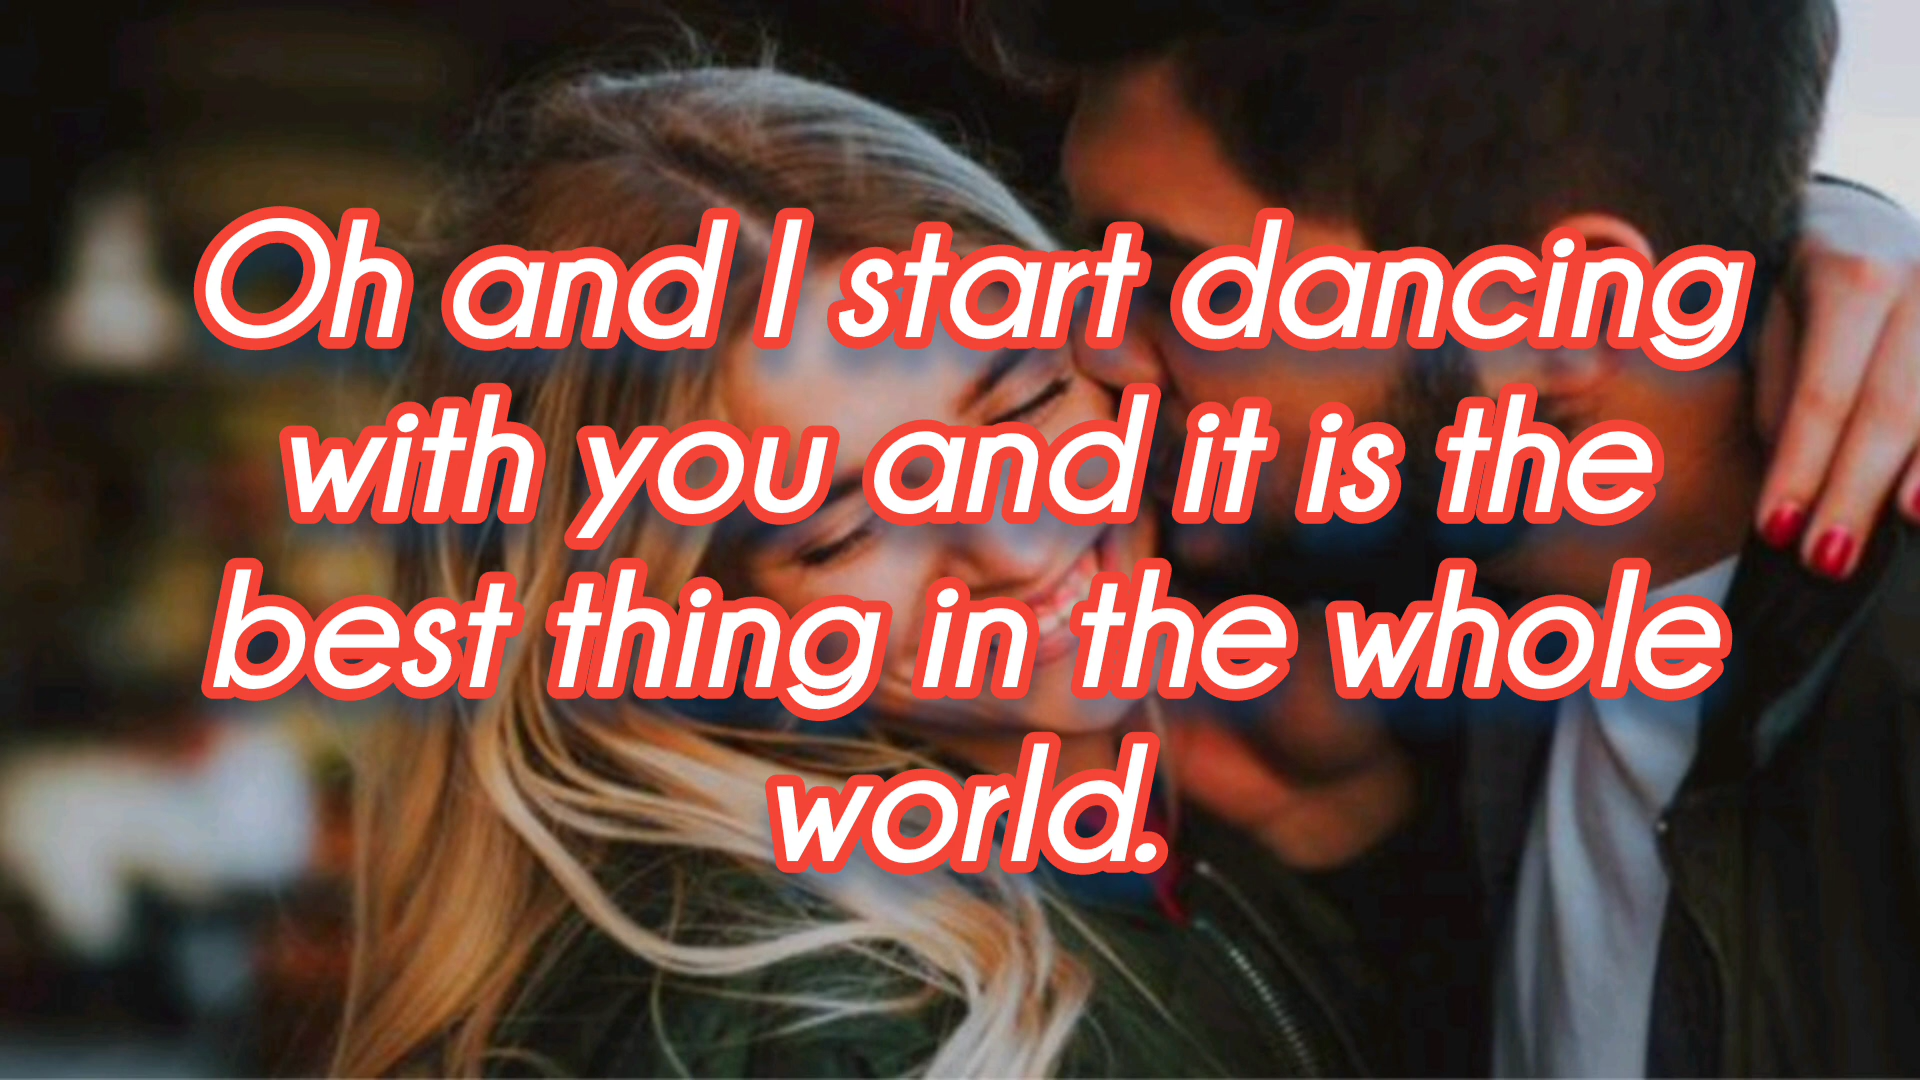 Oh and I start dancing
with you and it is the
best thing in the whole
world.